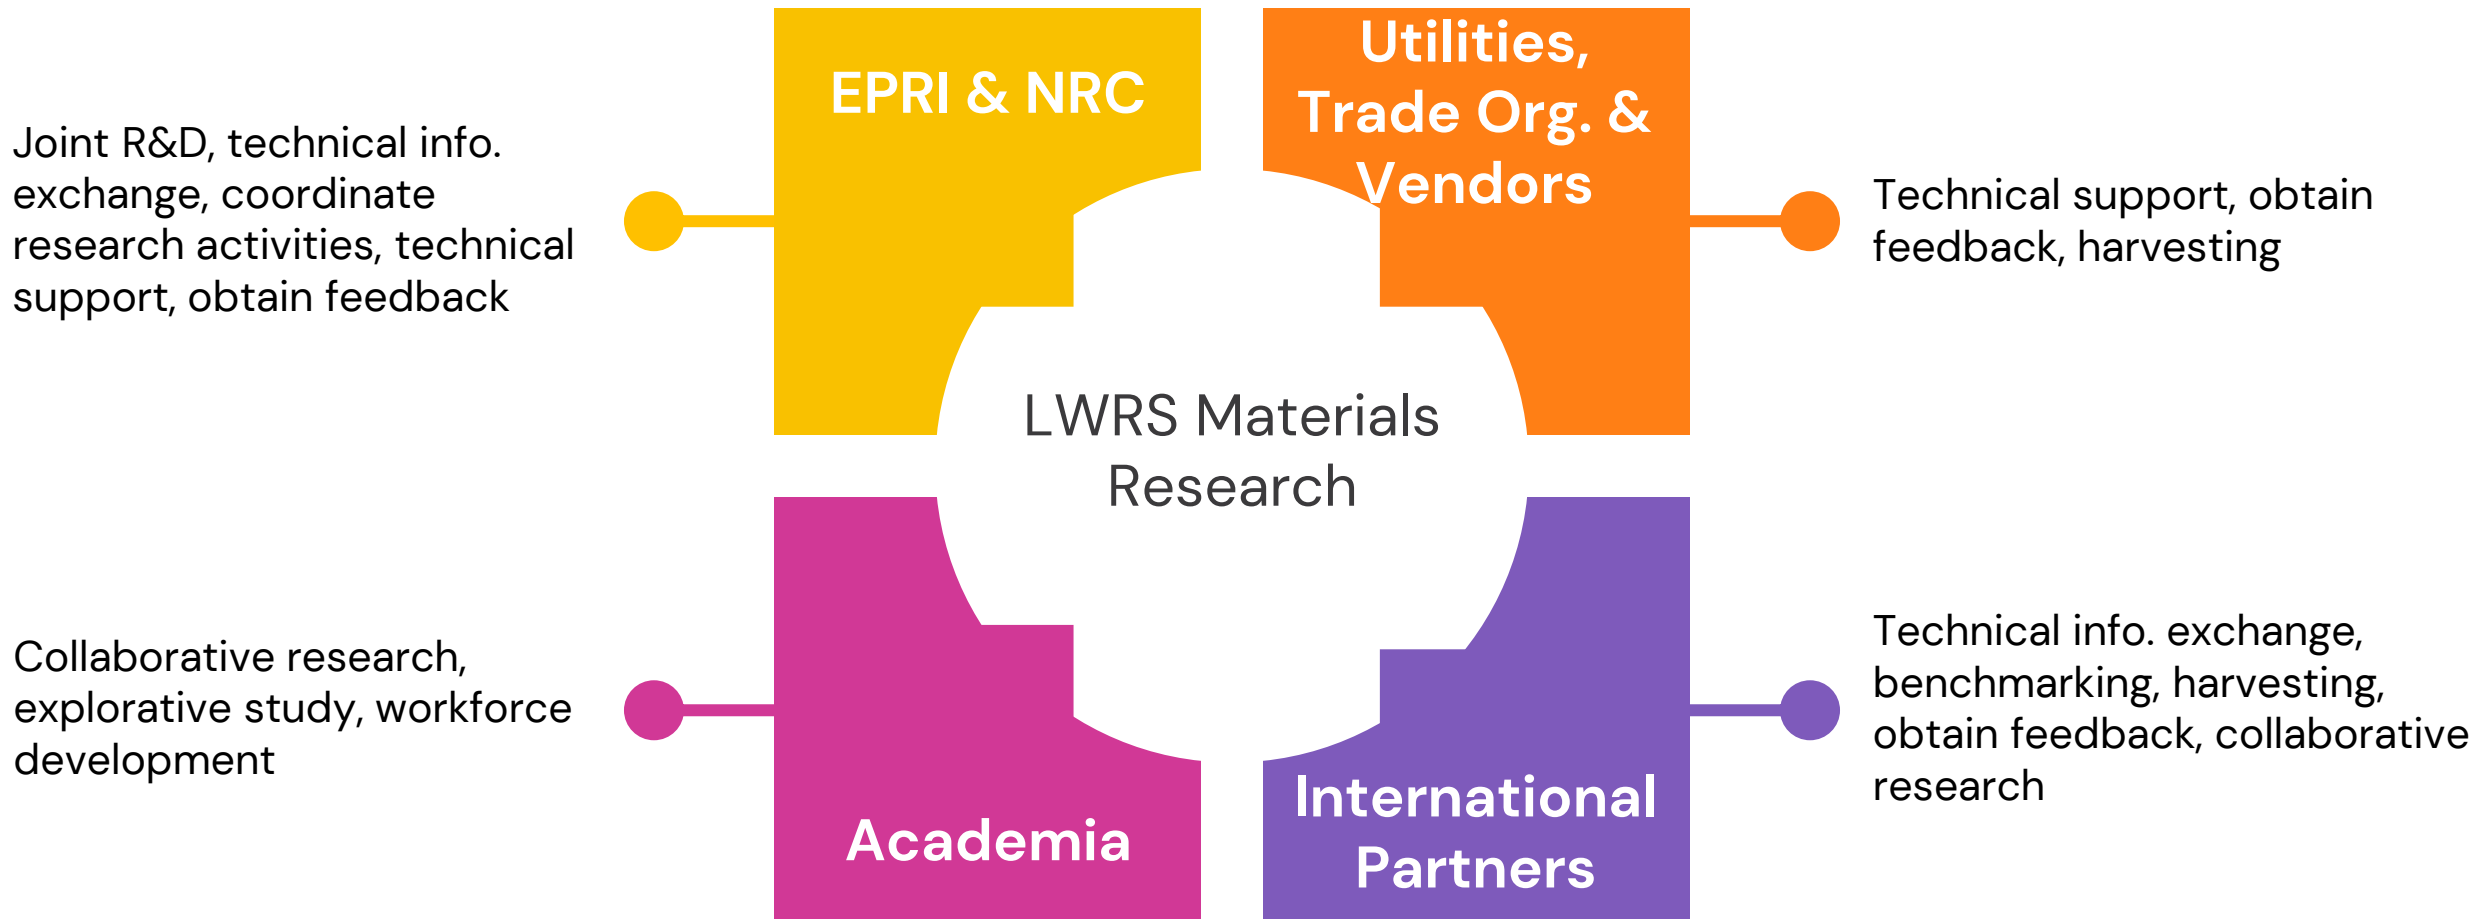 EPRI & NRC
Joint R&D, technical info.
exchange, coordinate
research activities, technical
support, obtain feedback
Utilities,
Trade Org. &
Vendors
Technical support, obtain
feedback, harvesting
LWRS Materials
Research
Academia
Collaborative research,
explorative study, workforce
development
International
Partners
Technical info. exchange,
benchmarking, harvesting,
obtain feedback, collaborative
research